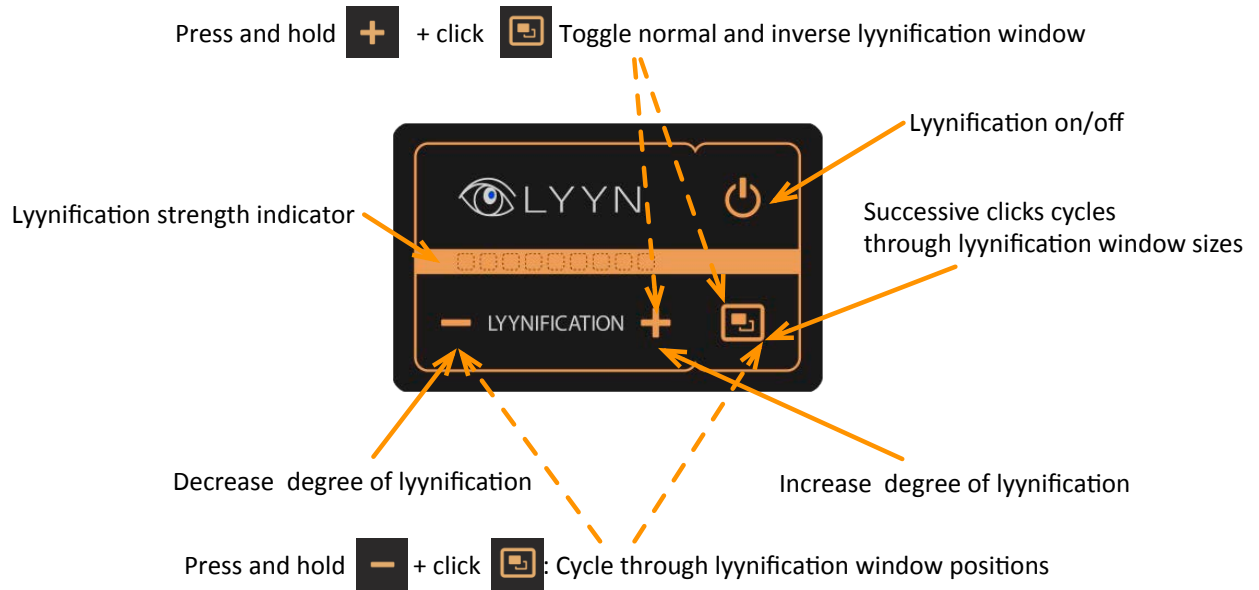 Press and hold + + click Toggle normal and inverse lyynification window
Lyynification on/off
LYYN
Lyynification strength indicator
Successive clicks cycles
through lyynification window sizes
− LYYNIFICATION +
Decrease degree of lyynification
Increase degree of lyynification
Press and hold − + click : Cycle through lyynification window positions